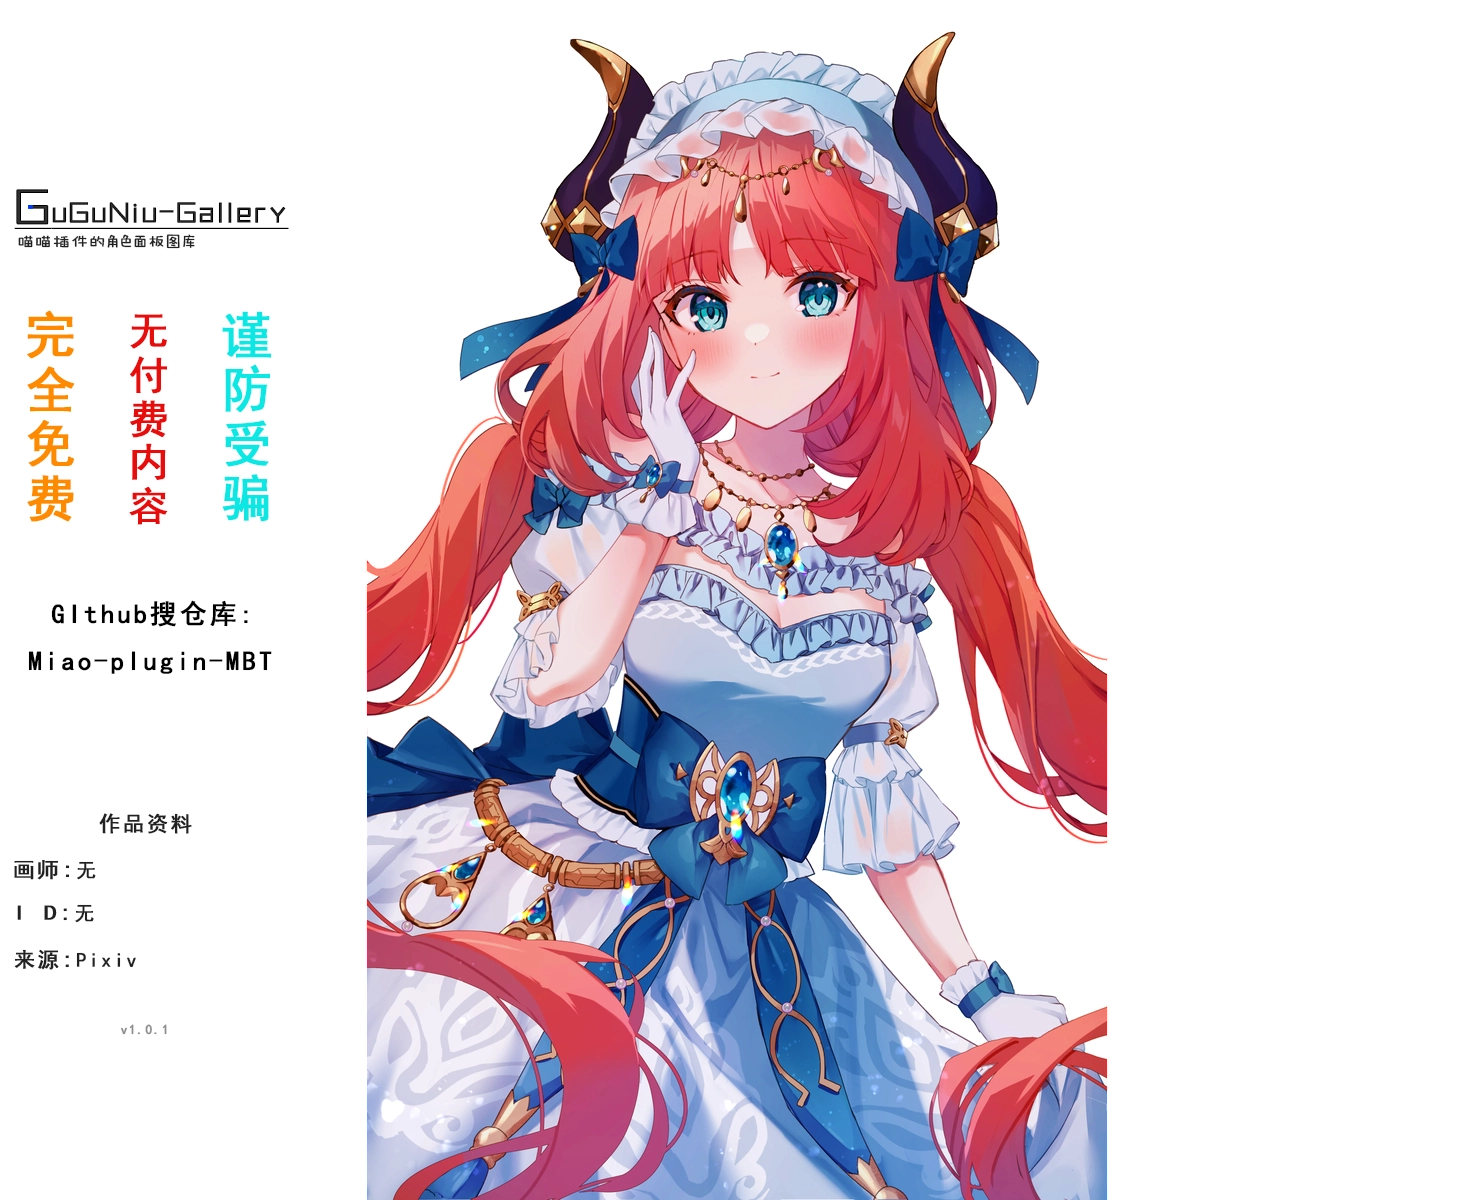 GuGuNiu-Gallery
喵喵插件的角色面板图库
完全免费
无付费内容
谨防受骗
GIthub搜仓库:
Miao-plugin-MBT
作品资料
画师:无
I D:无
来源:Pixiv
v1.0.1